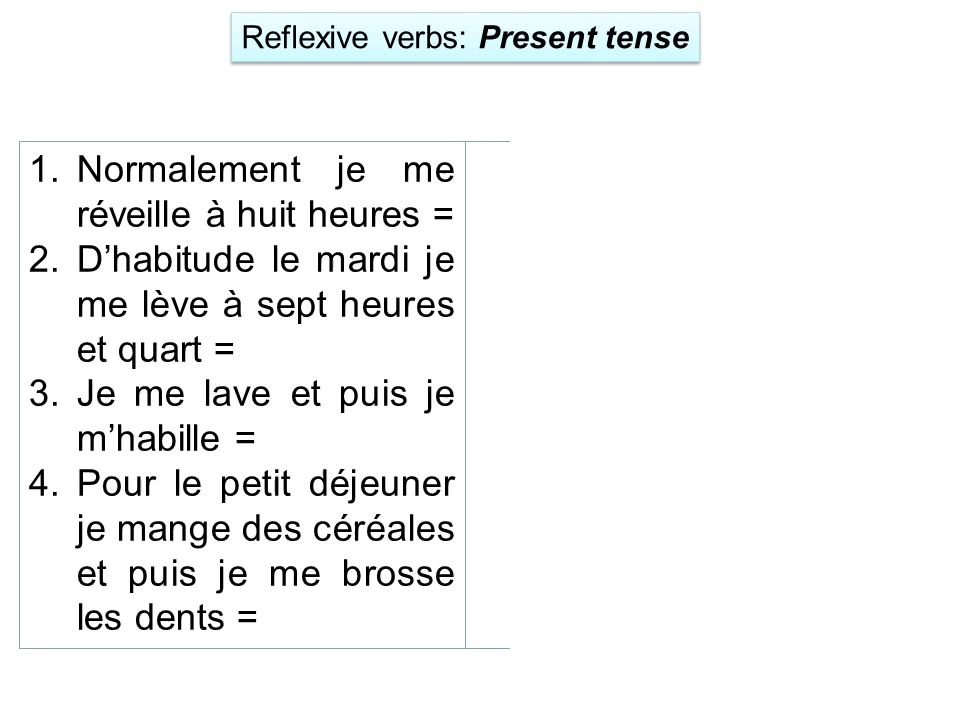 Reflexive verbs: Present tense
1. Normalement je me
réveille à huit heures =
2. D’habitude le mardi je
me lève à sept heures
et quart =
3. Je me lave et puis je
m’habille =
4. Pour le petit déjeuner
je mange des céréales
et puis je me brosse
les dents =